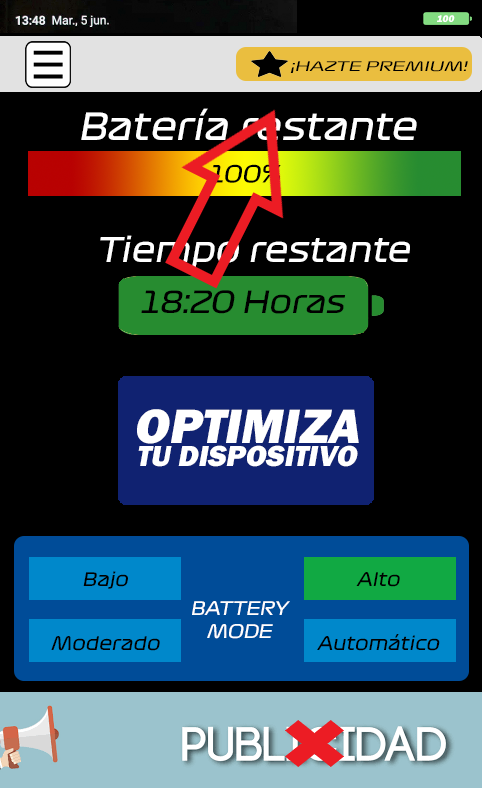 13:48 Mar., 5 jun.
100
¡HAZTE PREMIUM!
Batería restante
100%
Tiempo restante
18:20 Horas
OPTIMIZA
TU DISPOSITIVO
Bajo
Alto
BATTERY
MODE
Moderado
Automático
PUBLICIDAD